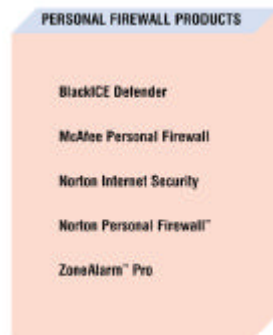 PERSONAL FIREWALL PRODUCTS
BlackICE Defender
McAfee Personal Firewall
Norton Internet Security
Norton Personal Firewall™
ZoneAlarm™ Pro